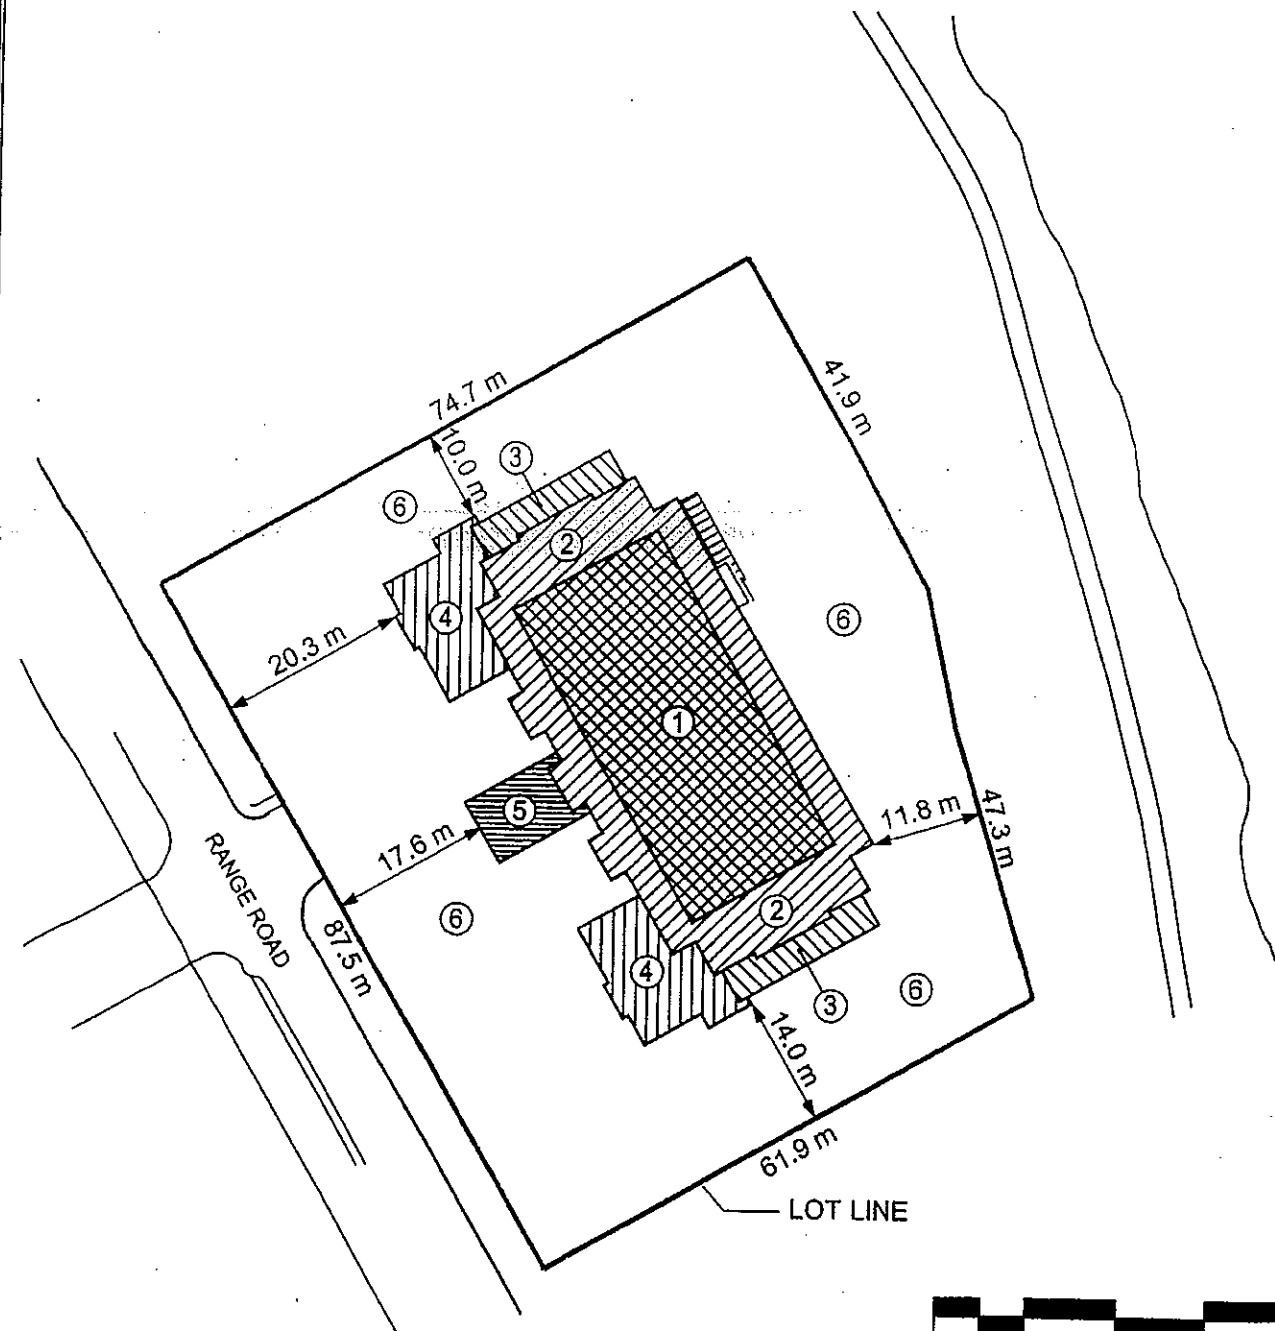 74.7 m
41.9 m
10.0 m
③
⑥
②
④
⑥
20.3 m
①
⑤
11.8 m
47.3 m
17.6 m
RANGE ROAD
⑥
②
87.5 m
④
③
⑥
14.0 m
61.9 m
LOT LINE